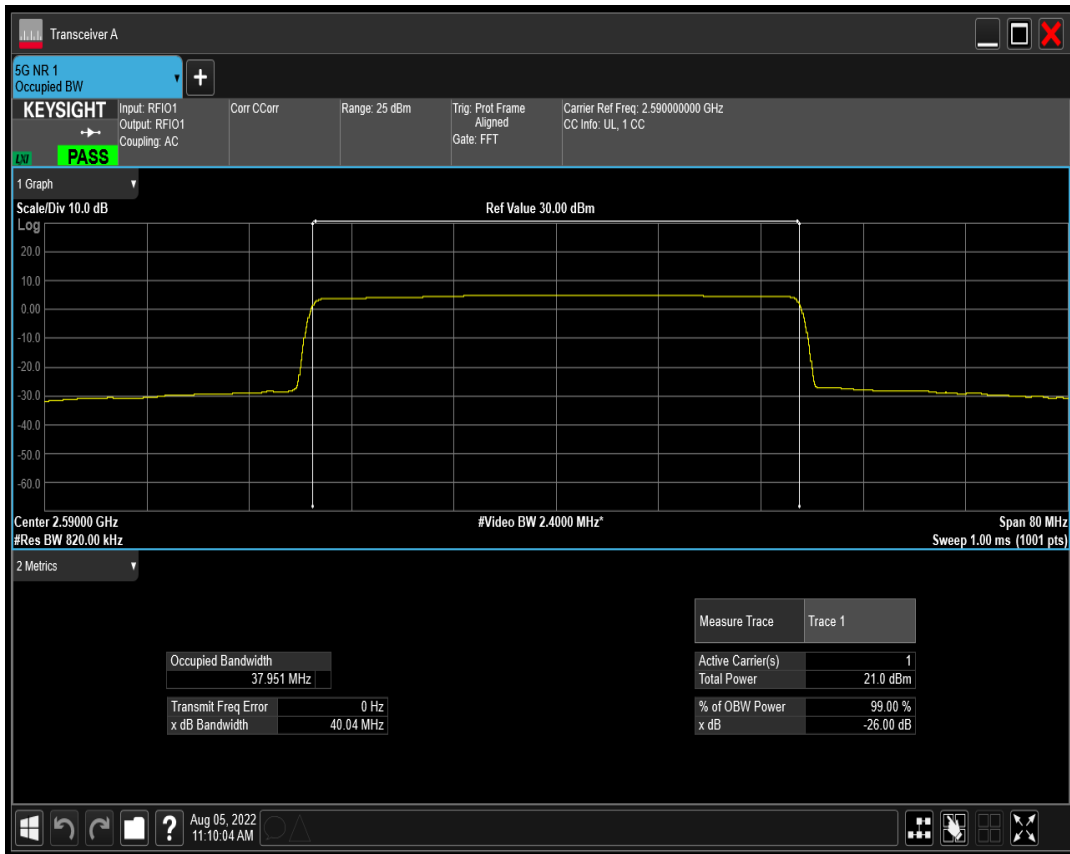 Transceiver A
5G NR 1
Occupied BW
+
KEYSIGHT
LXI
PASS
Input: RFIO1
Output: RFIO1
Coupling: AC
Corr CCorr
Range: 25 dBm
Trig: Prot Frame
Aligned
Gate: FFT
Carrier Ref Freq: 2.590000000 GHz
CC Info: UL, 1 CC
1 Graph
Scale/Div 10.0 dB
Ref Value 30.00 dBm
Log
20.0
10.0
0.00
-10.0
-20.0
-30.0
-40.0
-50.0
-60.0
Center 2.59000 GHz
#Video BW 2.4000 MHz*
Span 80 MHz
#Res BW 820.00 kHz
Sweep 1.00 ms (1001 pts)
2 Metrics
Measure Trace Trace 1
Occupied Bandwidth
37.951 MHz
Active Carrier(s) 1
Total Power 21.0 dBm
Transmit Freq Error 0 Hz
x dB Bandwidth 40.04 MHz
% of OBW Power 99.00 %
x dB -26.00 dB
?
Aug 05, 2022
11:10:04 AM